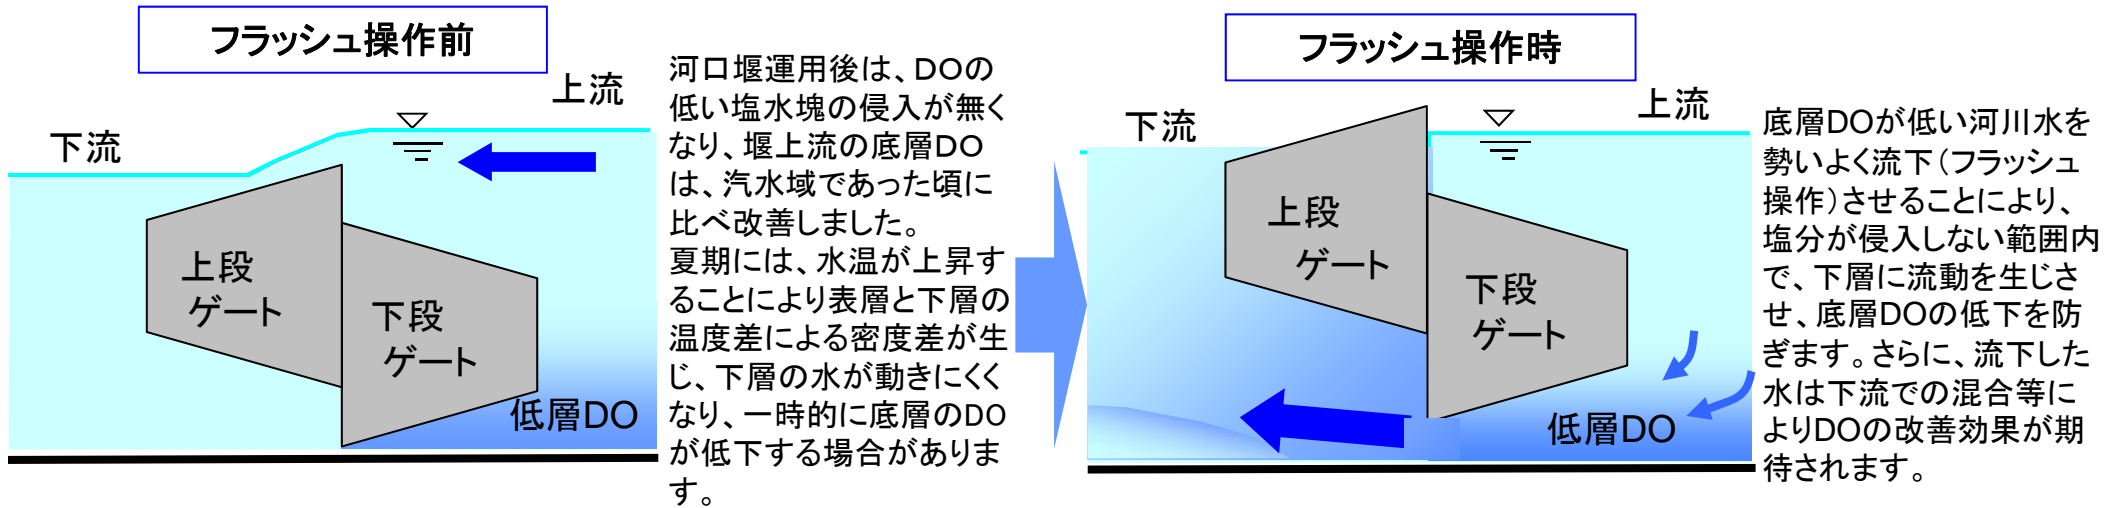 フラッシュ操作前
上流
下流
上段
ゲート
下段
ゲート
低層DO
河口堰運用後は、DOの
低い塩水塊の侵入が無く
なり、堰上流の底層DO
は、汽水域であった頃に
比べ改善しました。
夏期には、水温が上昇す
ることにより表層と下層の
温度差による密度差が生
じ、下層の水が動きにくく
なり、一時的に底層のDO
が低下する場合がありま
す。
フラッシュ操作時
上流
下流
上段
ゲート
下段
ゲート
低層DO
底層DOが低い河川水を
勢いよく流下(フラッシュ
操作)させることにより、
塩分が侵入しない範囲内
で、下層に流動を生じさ
せ、底層DOの低下を防
ぎます。さらに、流下した
水は下流での混合等に
よりDOの改善効果が期
待されます。